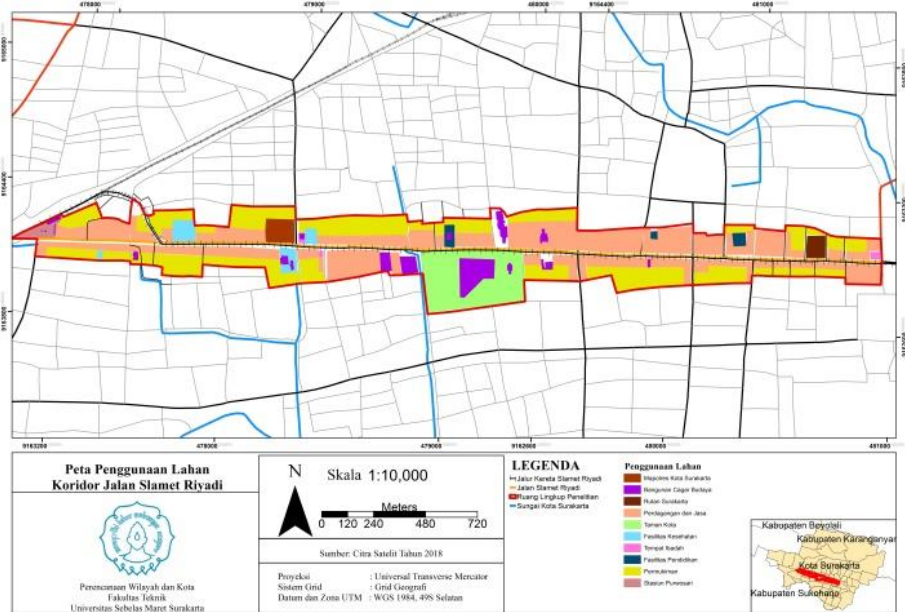 478000
479000
480000
9164400
481000
9164400
9163800
9163200
478000
479000
9162600
480000
481000
Peta Penggunaan Lahan
Koridor Jalan Slamet Riyadi
Perencanaan Wilayah dan Kota
Fakultas Teknik
Universitas Sebelas Maret Surakarta
N
Skala 1:10,000
Meters
0 120 240 480 720
Sumber: Citra Satelit Tahun 2018
Proyeksi : Universal Transverse Mercator
Sistem Grid : Grid Geografi
Datum dan Zona UTM : WGS 1984, 49S Selatan
LEGENDA
Jalur Kereta Slamet Riyadi
Jalan Slamet Riyadi
Ruang Lingkup Penelitian
Sungai Kota Surakarta
Penggunaan Lahan
Mapolres Kota Surakarta
Bangunan Cagar Budaya
Rutan Surakarta
Perdagangan dan Jasa
Taman Kota
Fasilitas Kesehatan
Tempat Ibadah
Fasilitas Pendidikan
Permukiman
Stasiun Purwosari
Kabupaten Boyolali
Kabupaten Karanganyar
Kota Surakarta
Kabupaten Sukoharjo